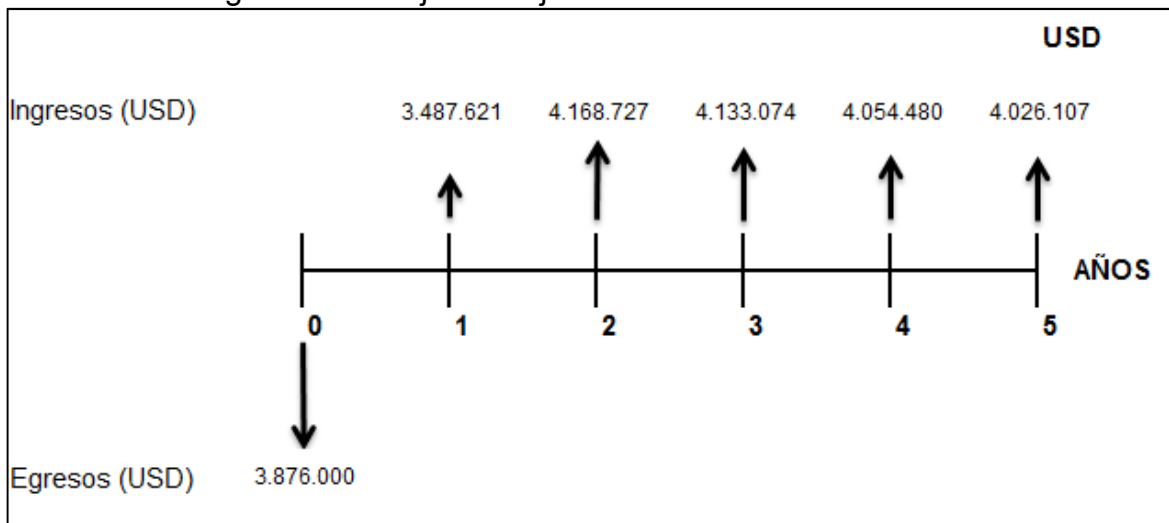 USD
Ingresos (USD) 3.487.621 4.168.727 4.133.074 4.054.480 4.026.107
AÑOS
0 1 2 3 4 5
Egresos (USD) 3.876.000